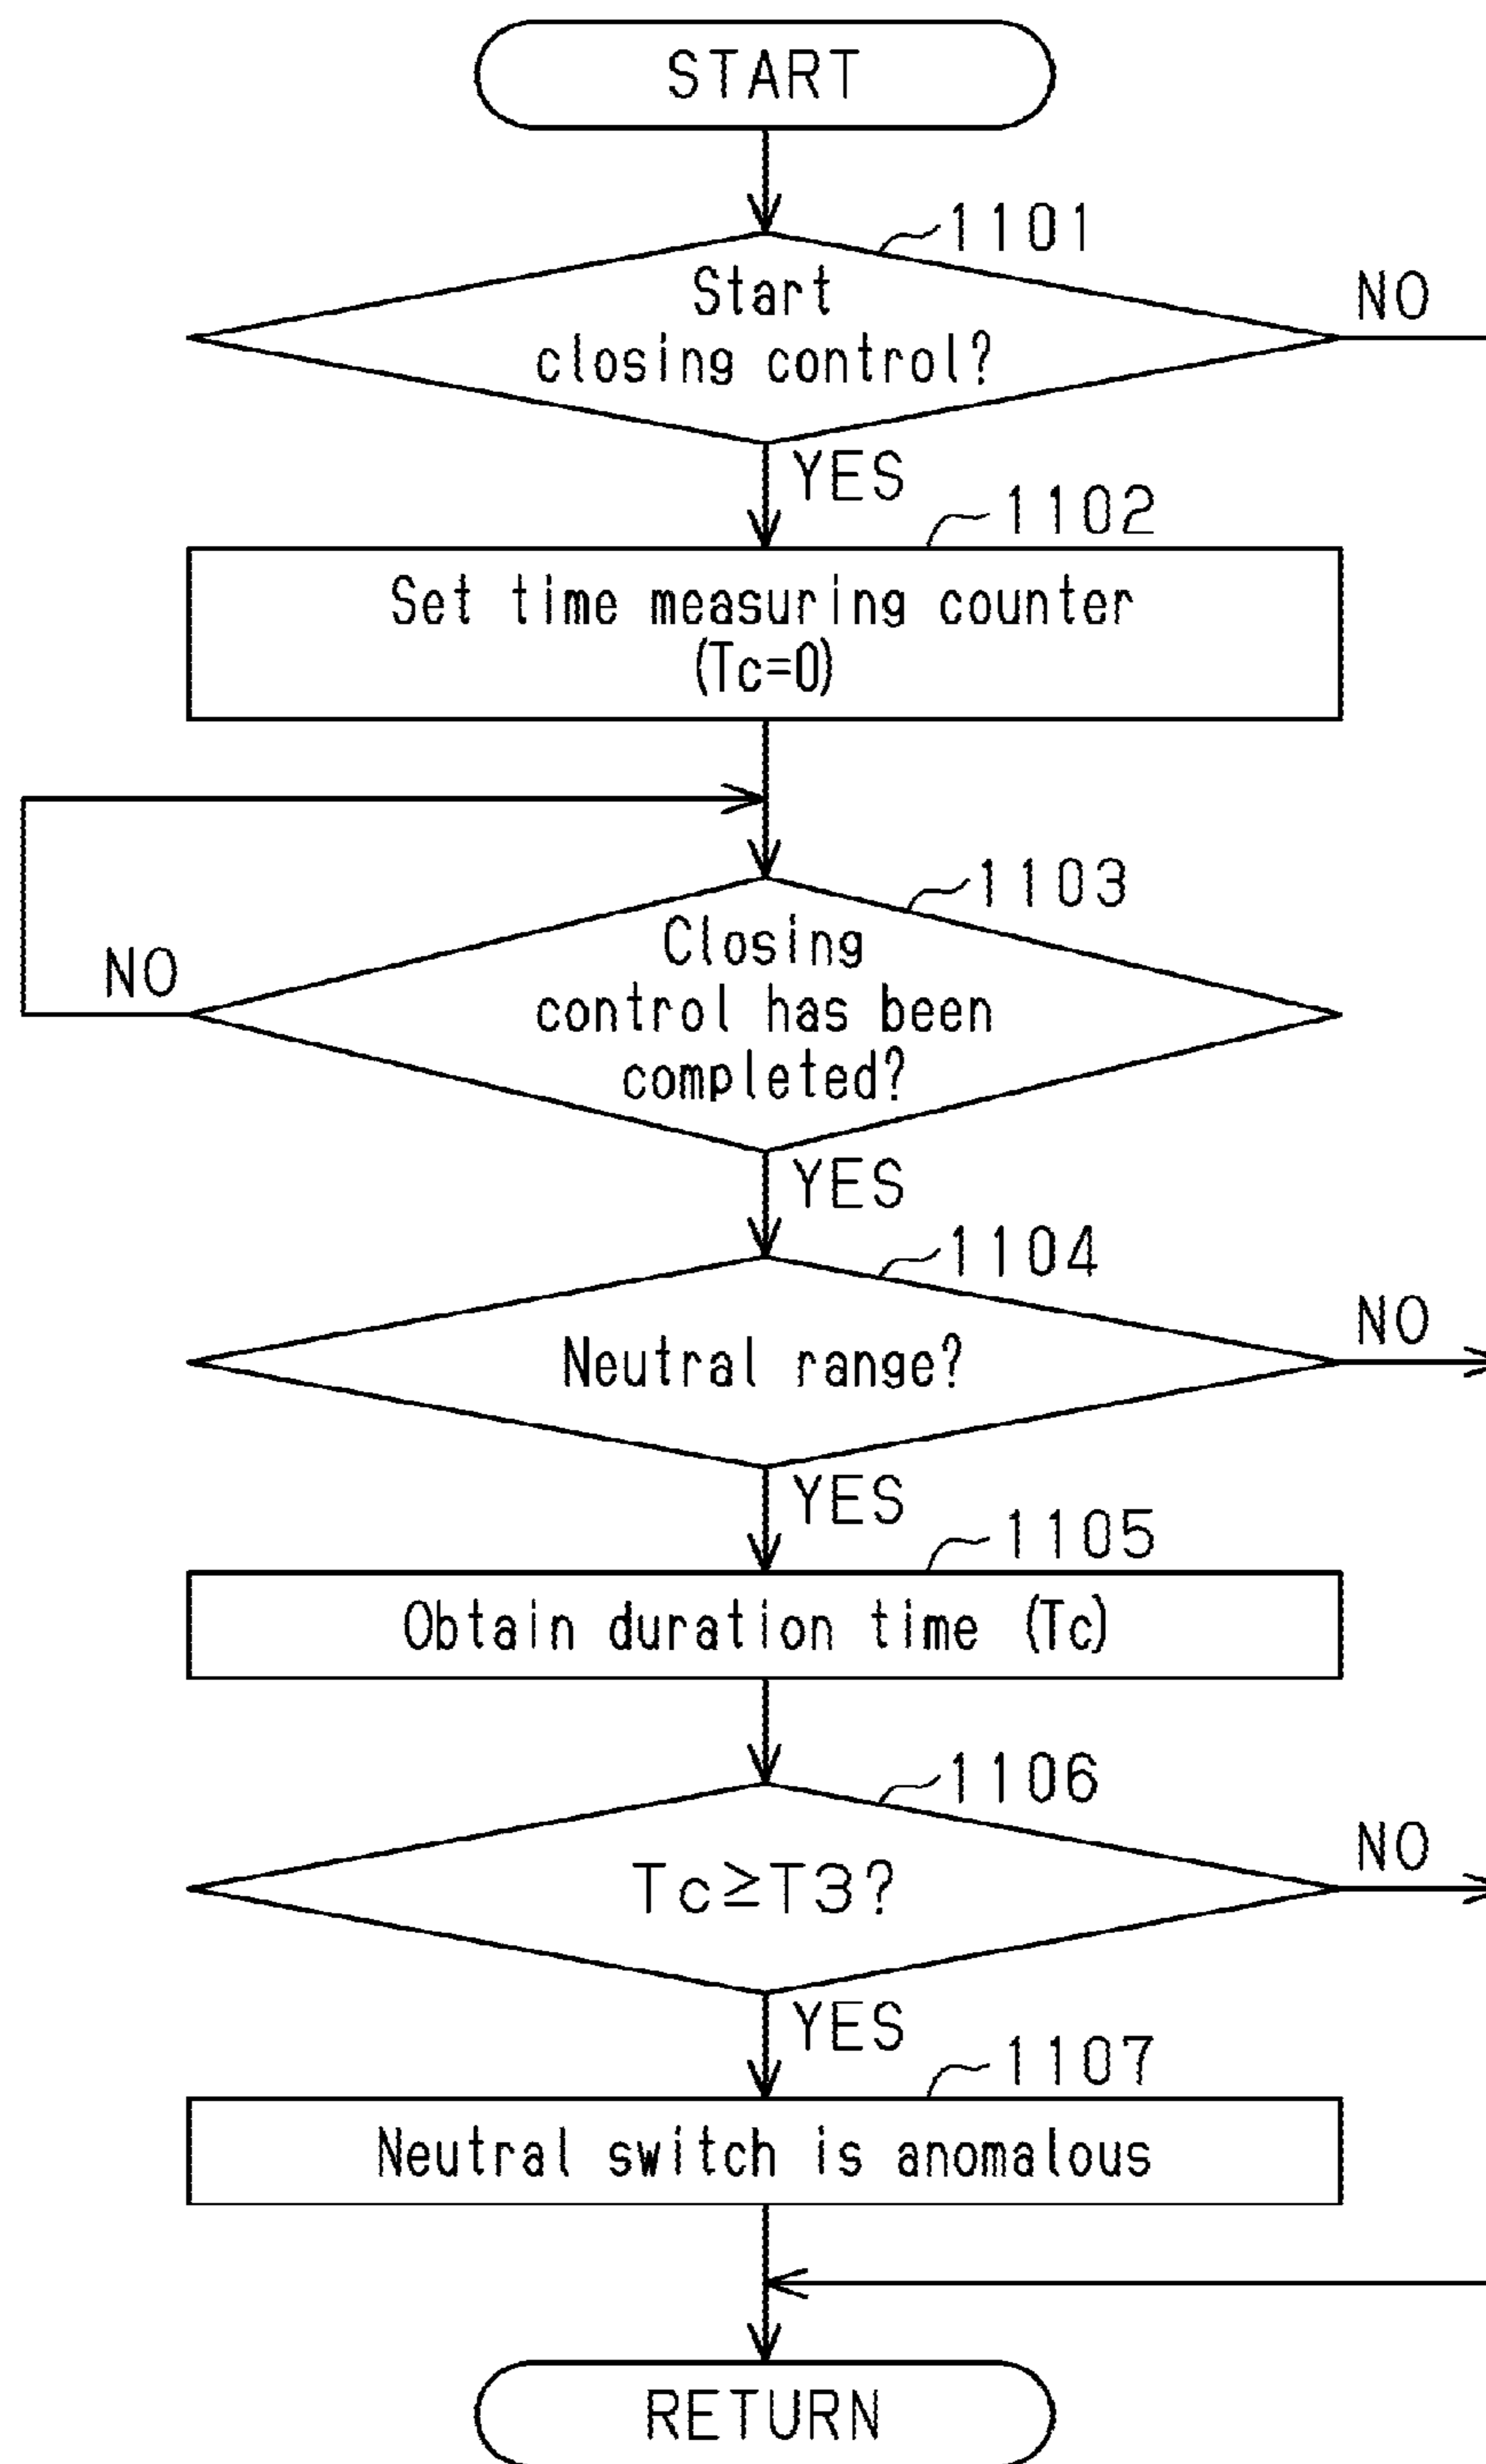 START
1101
Start
closing control?
NO
YES
1102
Set time measuring counter
(Tc=0)
1103
Closing
control has been
completed?
NO
YES
1104
Neutral range?
NO
YES
1105
Obtain duration time (Tc)
1106
Tc≥T3?
NO
YES
1107
Neutral switch is anomalous
RETURN